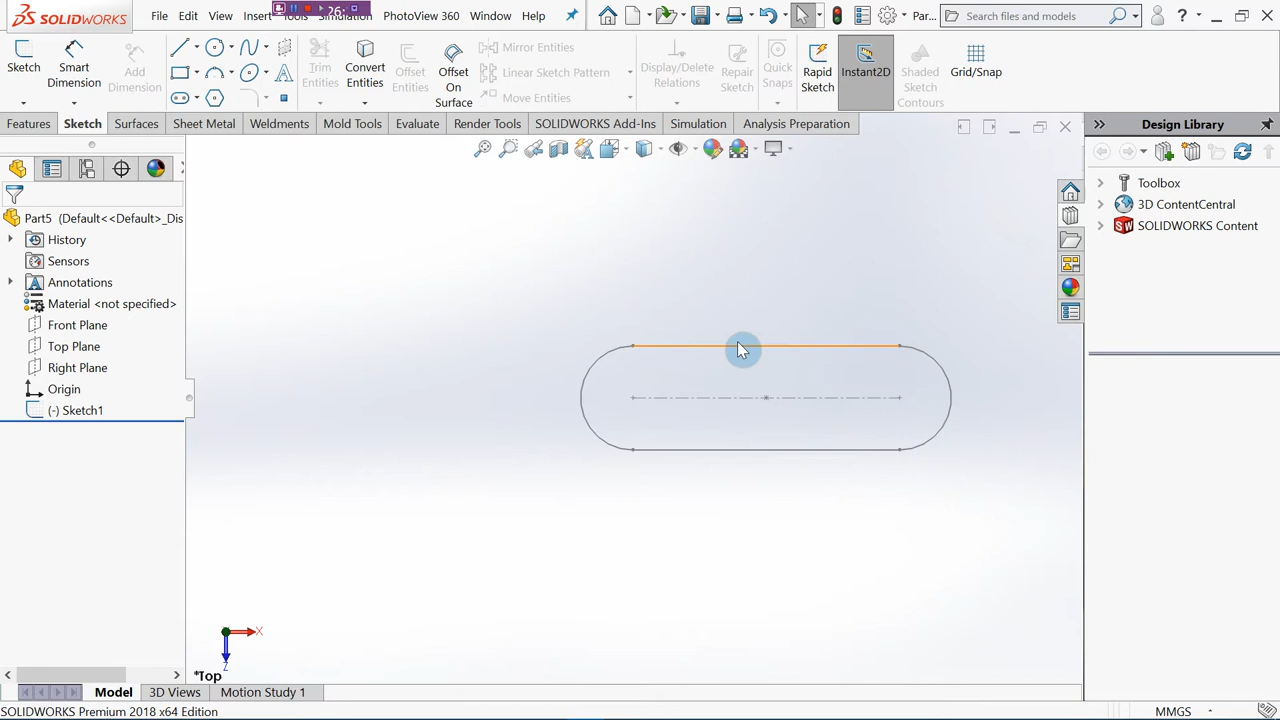 SOLIDWORKS File Edit View Insert Tools Simulation PhotoView 360 Window Help Par... Search files and models
26:
Sketch Smart Dimension Add Dimension Trim Entities Convert Entities Offset Entities Offset On Surface Mirror Entities Linear Sketch Pattern Move Entities Display/Delete Relations Repair Sketch Quick Snaps Rapid Sketch Instant2D Shaded Sketch Contours Grid/Snap
Features Sketch Surfaces Sheet Metal Weldments Mold Tools Evaluate Render Tools SOLIDWORKS Add-Ins Simulation Analysis Preparation
Design Library
Toolbox
3D ContentCentral
SOLIDWORKS Content
Part5 (Default<<Default>_Dis
History
Sensors
Annotations
Material <not specified>
Front Plane
Top Plane
Right Plane
Origin
(-) Sketch1
X
Z
*Top
Model 3D Views Motion Study 1
SOLIDWORKS Premium 2018 x64 Edition
MMGS